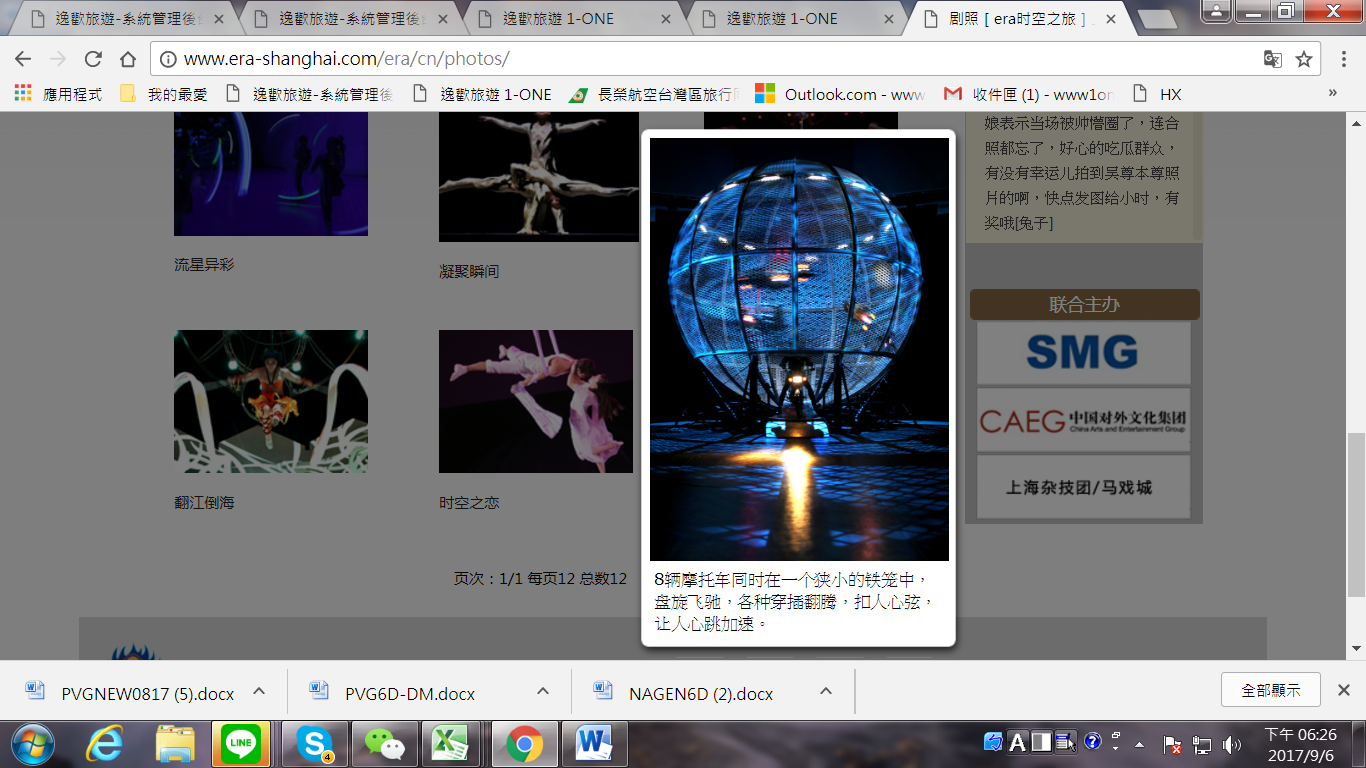 逸歡旅遊-系統管理後
逸歡旅遊-系統管理後
逸歡旅遊 1-ONE
逸歡旅遊 1-ONE
剧照 [ era时空之旅 ]
www.era-shanghai.com/era/cn/photos/
應用程式
我的最愛
逸歡旅遊-系統管理後
逸歡旅遊 1-ONE
長榮航空台灣區旅行
Outlook.com - www
收件匣 (1) - www1on
HX
»
流星异彩
凝聚瞬间
翻江倒海
时空之恋
页次：1/1 每页12 总数12
8辆摩托车同时在一个狭小的铁笼中，
盘旋飞驰，各种穿插翻腾，扣人心弦，
让人心跳加速。
娘表示当场被帅懵圈了，连合
照都忘了，好心的吃瓜群众，
有没有幸运儿拍到吴尊本尊照
片的啊，快点发图给小时，有
奖哦[兔子]
联合主办
SMG
CAEG 中国对外文化集团
China Arts and Entertainment Group
上海杂技团/马戏城
PVGNEW0817 (5).docx
PVG6D-DM.docx
NAGEN6D (2).docx
全部顯示
LINE
4
A
下午 06:26
2017/9/6